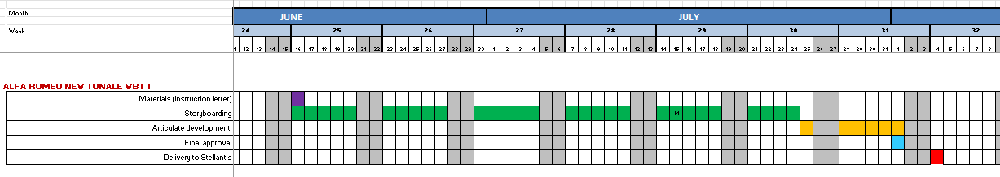 Month JUNE JULY
Week 24 25 26 27 28 29 30 31 32
1 12 13 14 15 16 17 18 19 20 21 22 23 24 25 26 27 28 29 30 1 2 3 4 5 6 7 8 9 10 11 12 13 14 15 16 17 18 19 20 21 22 23 24 25 26 27 28 29 30 31 1 2 3 4 5 6 7 8
ALFA ROMEO NEW TONALE WBT 1
Materials (Instruction letter)
Storyboarding M
Articulate development
Final approval
Delivery to Stellantis